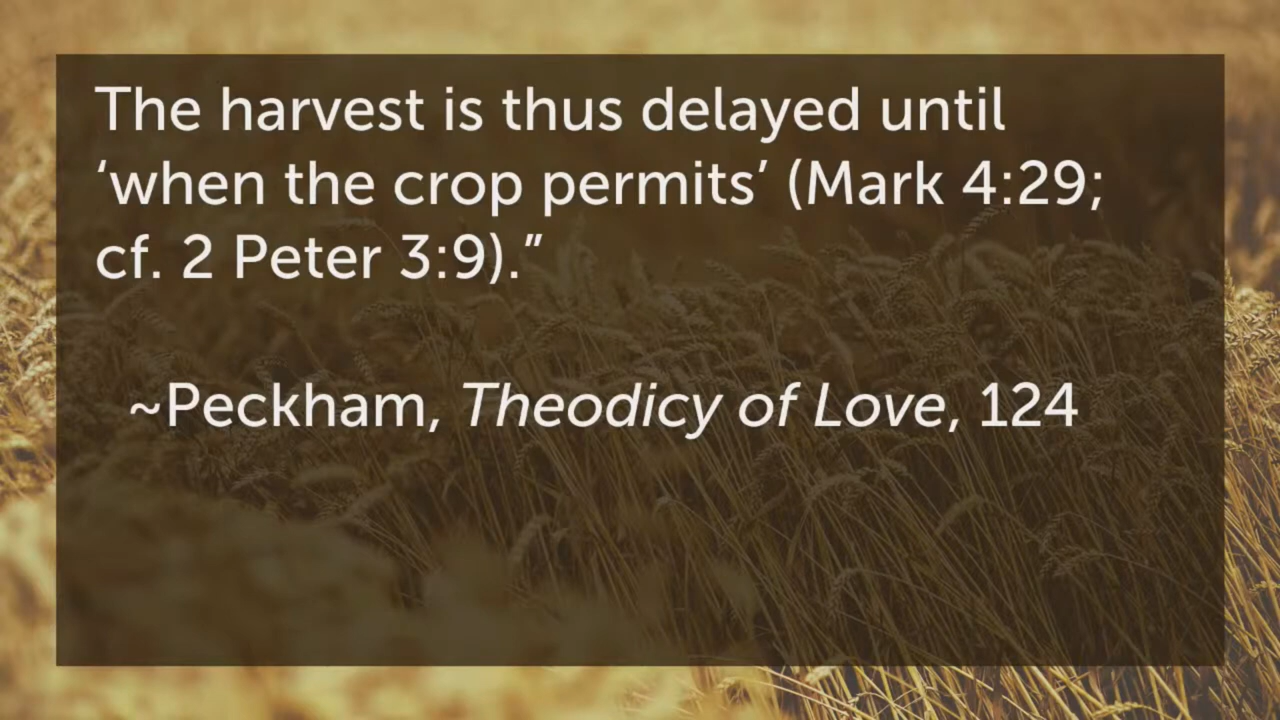 The harvest is thus delayed until
‘when the crop permits’ (Mark 4:29;
cf. 2 Peter 3:9).”
~Peckham, Theodicy of Love, 124